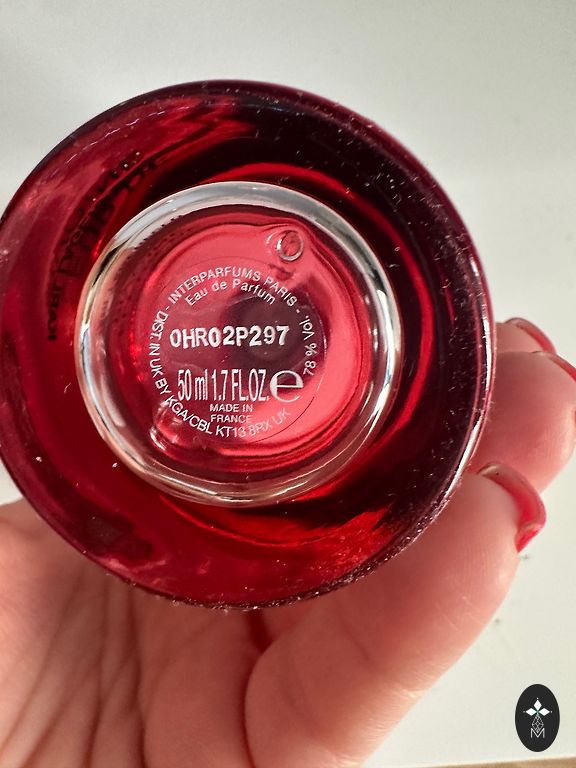 DIST. IN UK BY KGA/CBL KT13 8RX UK - INTERPARFUMS PARIS -
Eau de Parfum
78 % Vol.
0HR02P297
50 ml 1.7 FL.OZ. e
MADE IN
FRANCE
M